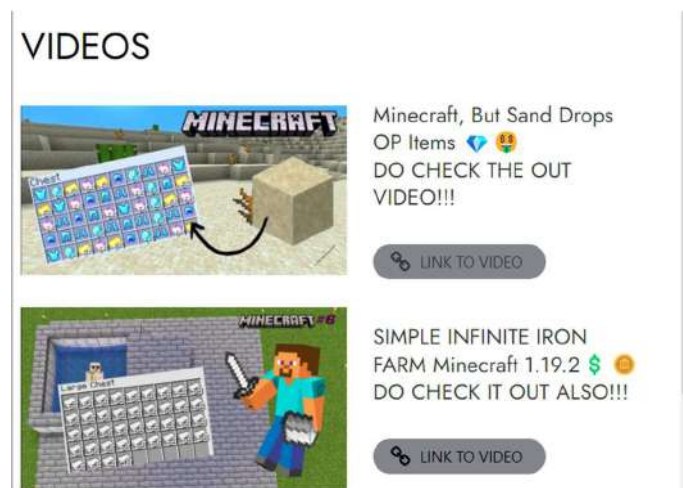 VIDEOS
MINECRAFT
Chest
Minecraft, But Sand Drops
OP Items 💎 🤑
DO CHECK THE OUT
VIDEO!!!
LINK TO VIDEO
MINECRAFT #6
Large Chest
SIMPLE INFINITE IRON
FARM Minecraft 1.19.2 $
DO CHECK IT OUT ALSO!!!
LINK TO VIDEO